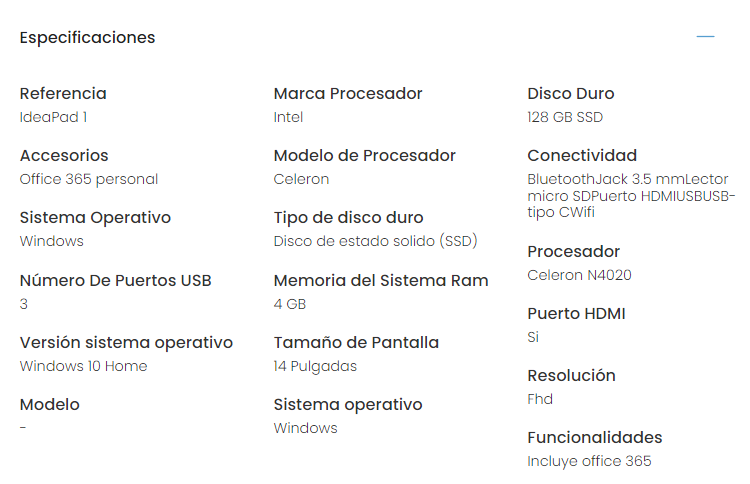 Especificaciones
Referencia
IdeaPad 1
Accesorios
Office 365 personal
Sistema Operativo
Windows
Número De Puertos USB
3
Versión sistema operativo
Windows 10 Home
Modelo
-
Marca Procesador
Intel
Modelo de Procesador
Celeron
Tipo de disco duro
Disco de estado solido (SSD)
Memoria del Sistema Ram
4 GB
Tamaño de Pantalla
14 Pulgadas
Sistema operativo
Windows
Disco Duro
128 GB SSD
Conectividad
BluetoothJack 3.5 mmLector
micro SDPuerto HDMIUSBUSB-
tipo CWifi
Procesador
Celeron N4020
Puerto HDMI
Si
Resolución
Fhd
Funcionalidades
Incluye office 365